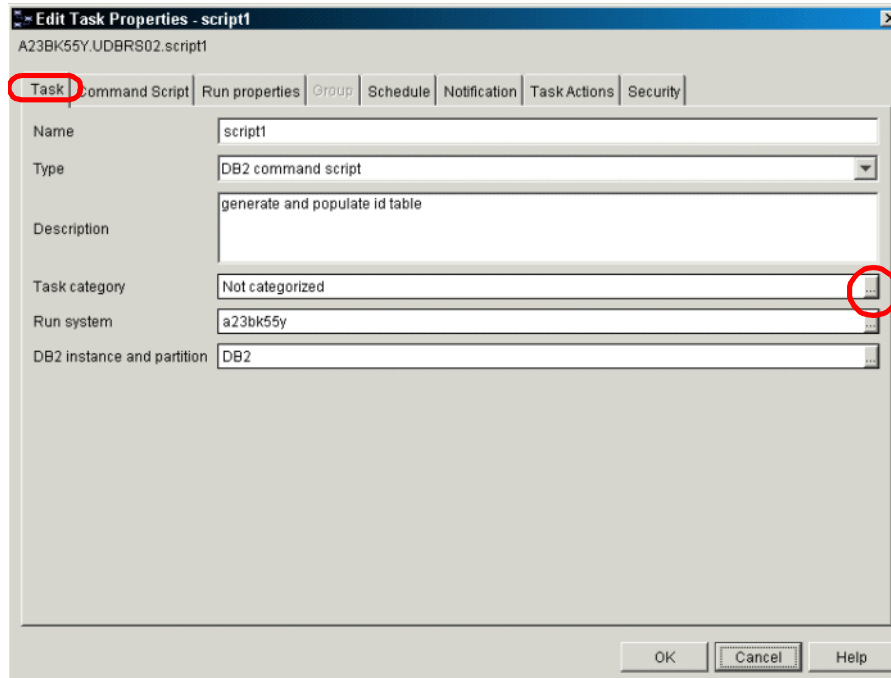 Edit Task Properties - script1
A23BK55Y.UDBRS02.script1
Task Command Script Run properties Group Schedule Notification Task Actions Security
Name script1
Type DB2 command script
Description generate and populate id table
Task category Not categorized ...
Run system a23bk55y ...
DB2 instance and partition DB2 ...
OK Cancel Help